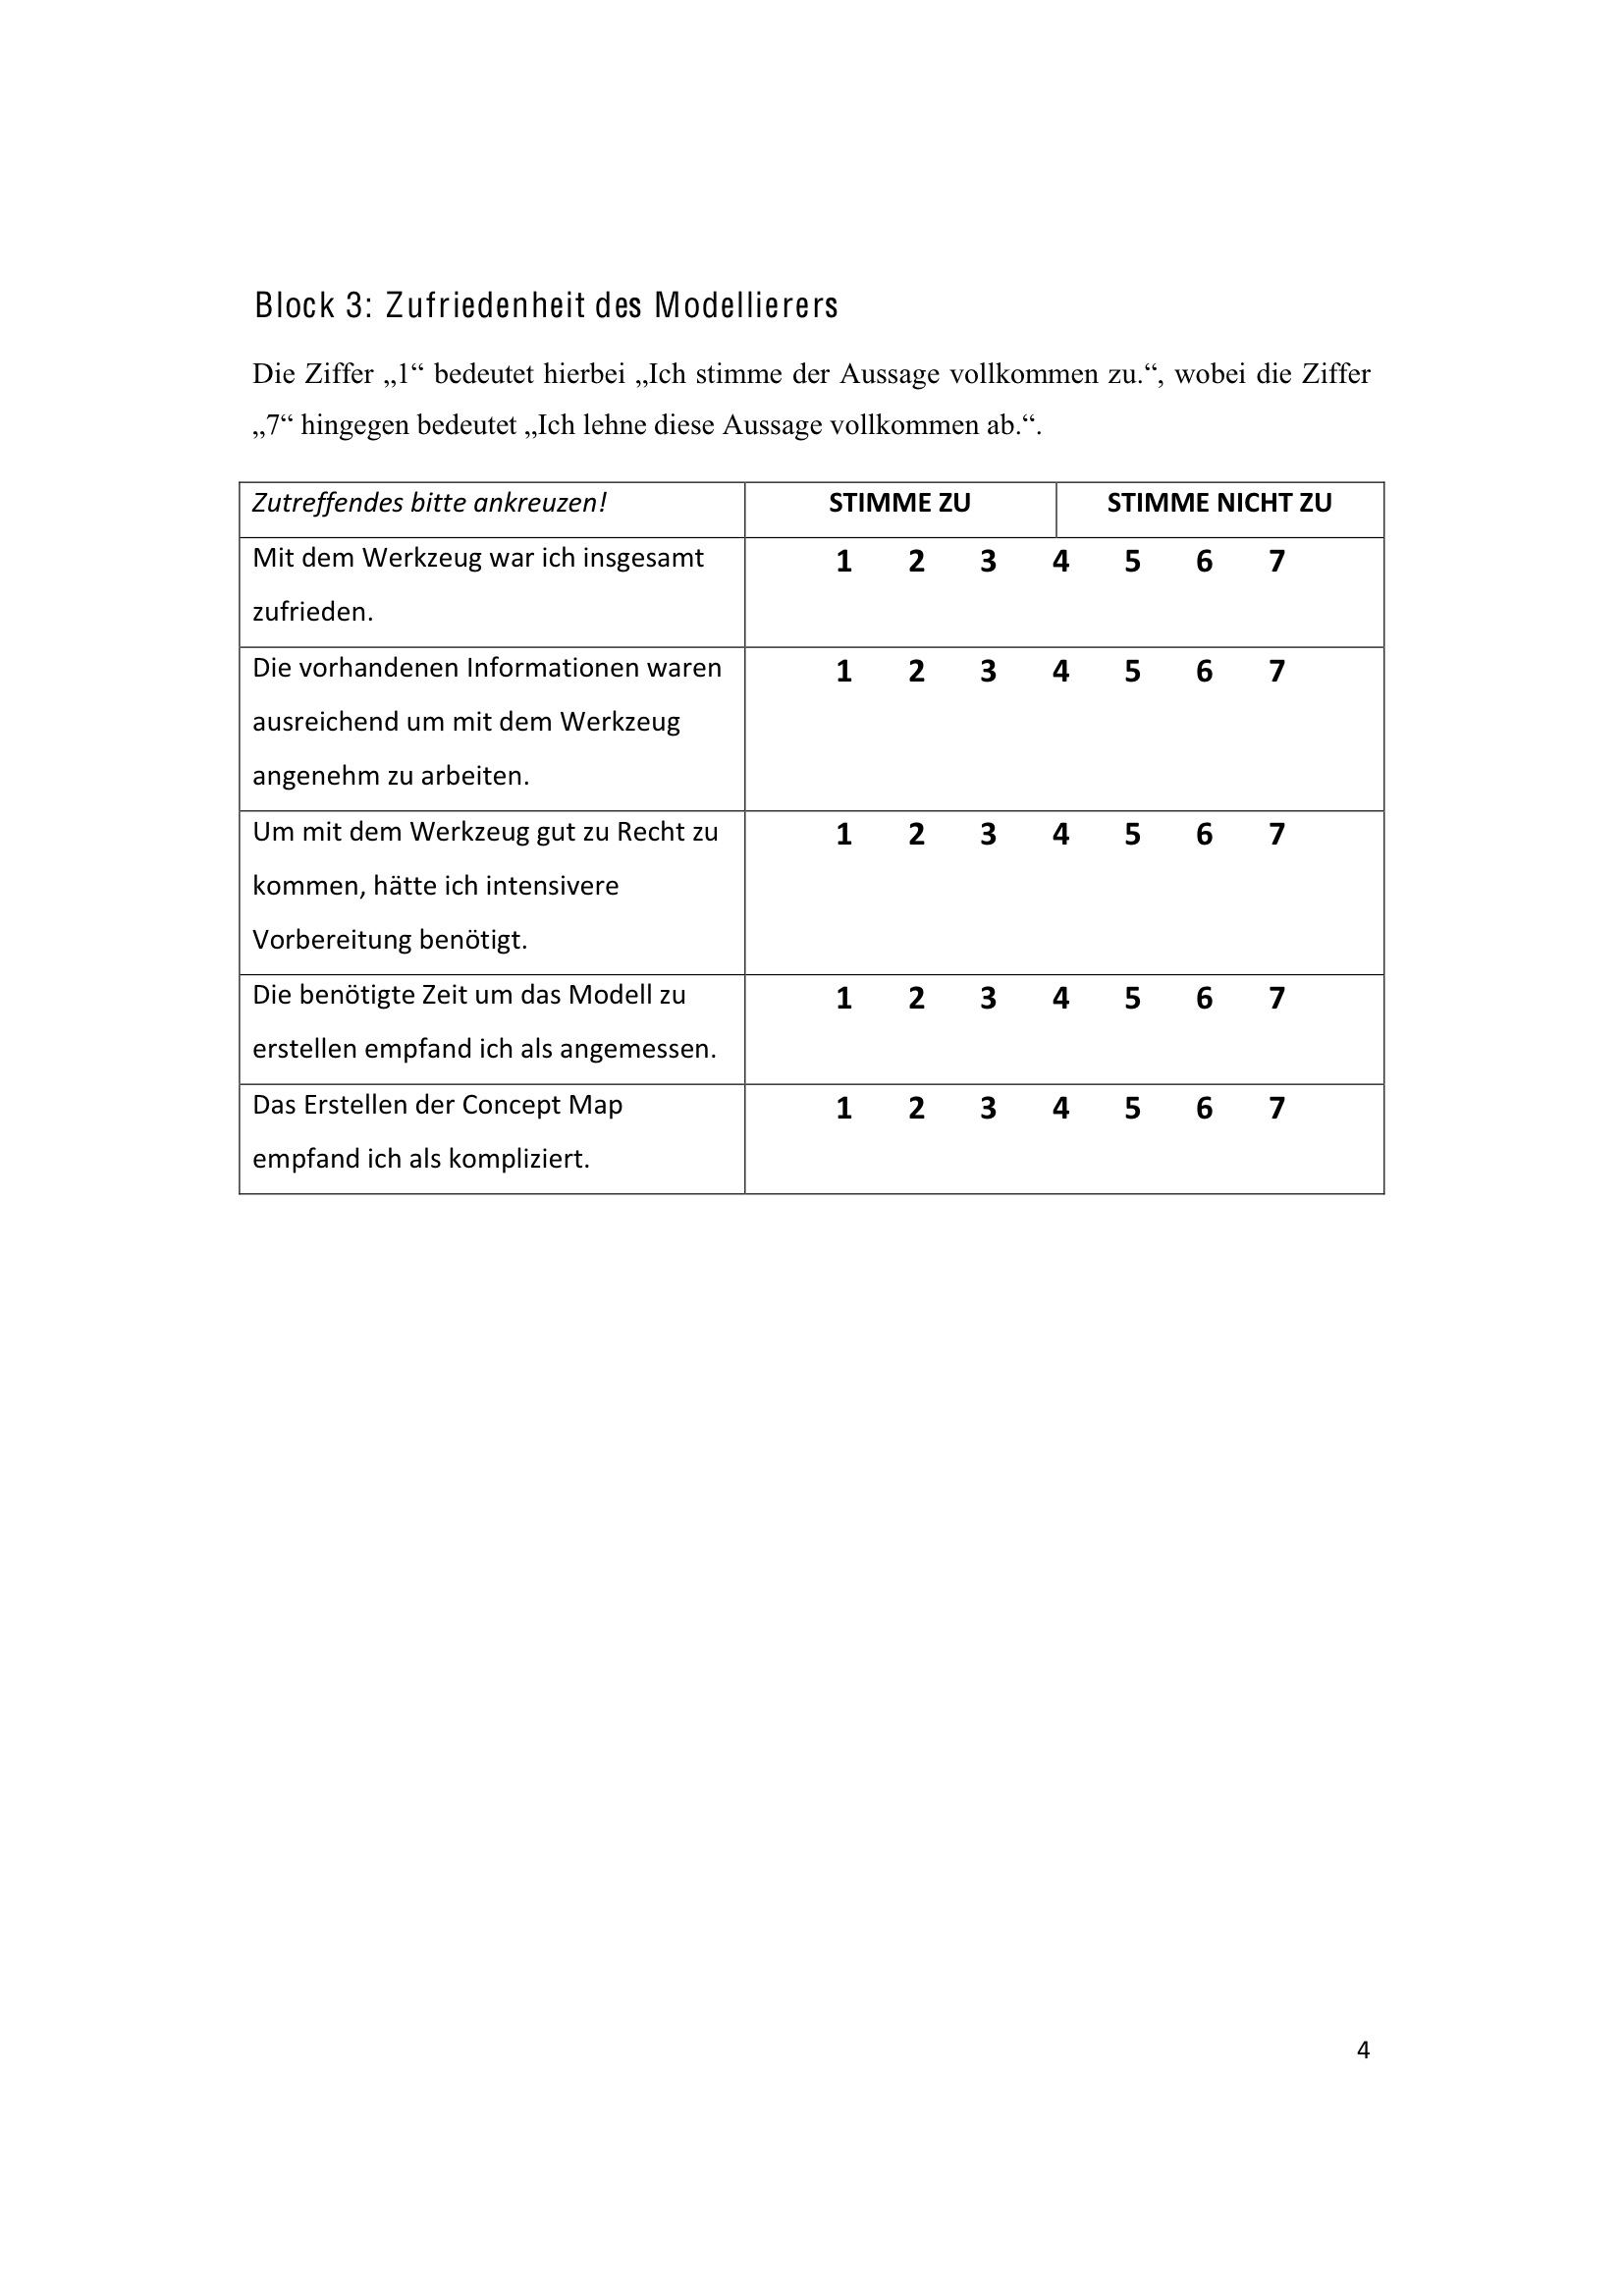 Block 3: Zufriedenheit des Modellierers
Die Ziffer „1“ bedeutet hierbei „Ich stimme der Aussage vollkommen zu.“, wobei die Ziffer
„7“ hingegen bedeutet „Ich lehne diese Aussage vollkommen ab.“.
Zutreffendes bitte ankreuzen! STIMME ZU STIMME NICHT ZU
Mit dem Werkzeug war ich insgesamt 1 2 3 4 5 6 7
zufrieden.
Die vorhandenen Informationen waren 1 2 3 4 5 6 7
ausreichend um mit dem Werkzeug
angenehm zu arbeiten.
Um mit dem Werkzeug gut zu Recht zu 1 2 3 4 5 6 7
kommen, hätte ich intensivere
Vorbereitung benötigt.
Die benötigte Zeit um das Modell zu 1 2 3 4 5 6 7
erstellen empfand ich als angemessen.
Das Erstellen der Concept Map 1 2 3 4 5 6 7
empfand ich als kompliziert.
4